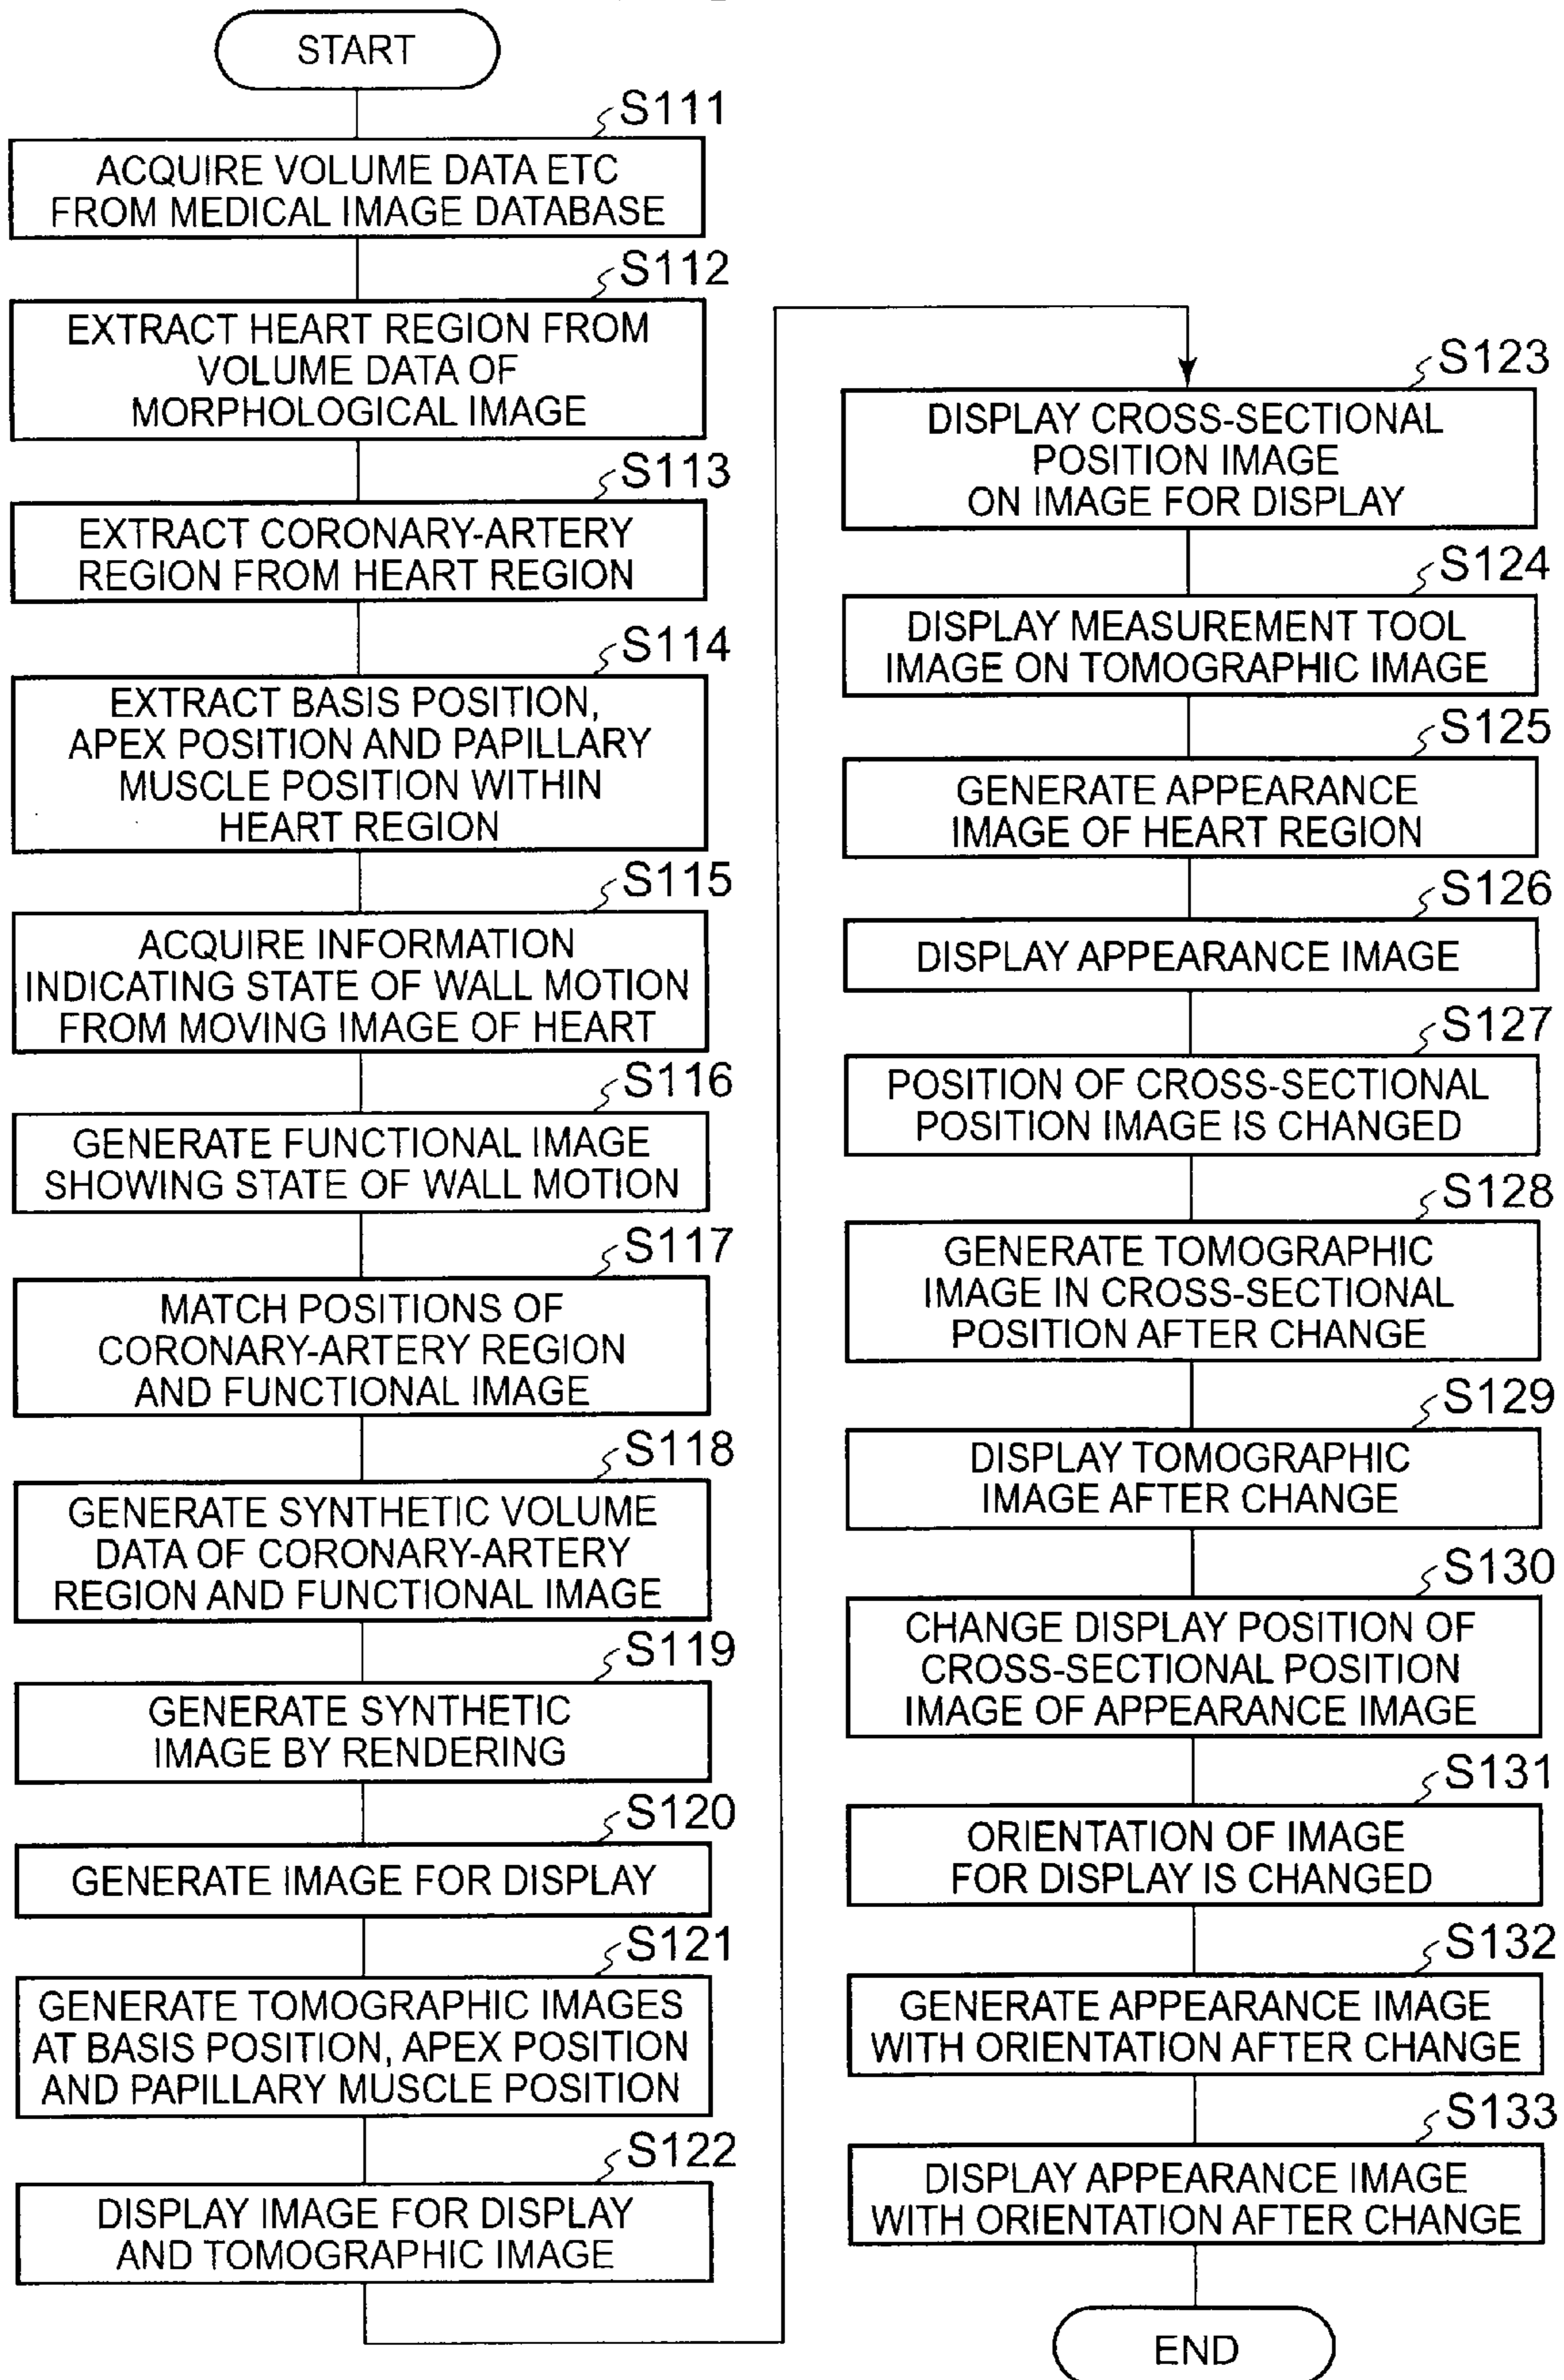 START
S111
ACQUIRE VOLUME DATA ETC
FROM MEDICAL IMAGE DATABASE
S112
EXTRACT HEART REGION FROM
VOLUME DATA OF
MORPHOLOGICAL IMAGE
S113
EXTRACT CORONARY-ARTERY
REGION FROM HEART REGION
S114
EXTRACT BASIS POSITION,
APEX POSITION AND PAPILLARY
MUSCLE POSITION WITHIN
HEART REGION
S115
ACQUIRE INFORMATION
INDICATING STATE OF WALL MOTION
FROM MOVING IMAGE OF HEART
S116
GENERATE FUNCTIONAL IMAGE
SHOWING STATE OF WALL MOTION
S117
MATCH POSITIONS OF
CORONARY-ARTERY REGION
AND FUNCTIONAL IMAGE
S118
GENERATE SYNTHETIC VOLUME
DATA OF CORONARY-ARTERY
REGION AND FUNCTIONAL IMAGE
S119
GENERATE SYNTHETIC
IMAGE BY RENDERING
S120
GENERATE IMAGE FOR DISPLAY
S121
GENERATE TOMOGRAPHIC IMAGES
AT BASIS POSITION, APEX POSITION
AND PAPILLARY MUSCLE POSITION
S122
DISPLAY IMAGE FOR DISPLAY
AND TOMOGRAPHIC IMAGE
S123
DISPLAY CROSS-SECTIONAL
POSITION IMAGE
ON IMAGE FOR DISPLAY
S124
DISPLAY MEASUREMENT TOOL
IMAGE ON TOMOGRAPHIC IMAGE
S125
GENERATE APPEARANCE
IMAGE OF HEART REGION
S126
DISPLAY APPEARANCE IMAGE
S127
POSITION OF CROSS-SECTIONAL
POSITION IMAGE IS CHANGED
S128
GENERATE TOMOGRAPHIC
IMAGE IN CROSS-SECTIONAL
POSITION AFTER CHANGE
S129
DISPLAY TOMOGRAPHIC
IMAGE AFTER CHANGE
S130
CHANGE DISPLAY POSITION OF
CROSS-SECTIONAL POSITION
IMAGE OF APPEARANCE IMAGE
S131
ORIENTATION OF IMAGE
FOR DISPLAY IS CHANGED
S132
GENERATE APPEARANCE IMAGE
WITH ORIENTATION AFTER CHANGE
S133
DISPLAY APPEARANCE IMAGE
WITH ORIENTATION AFTER CHANGE
END